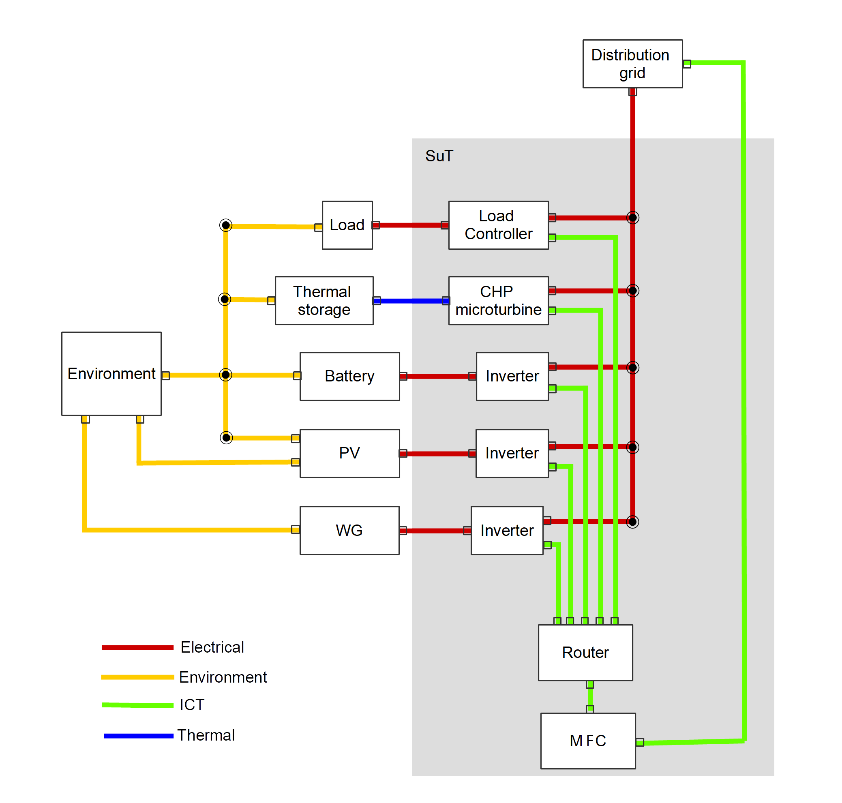 Distribution
grid
SuT
Load
Load
Controller
Thermal
storage
CHP
microturbine
Environment
Battery
Inverter
PV
Inverter
WG
Inverter
Electrical
Environment
ICT
Thermal
Router
MFC